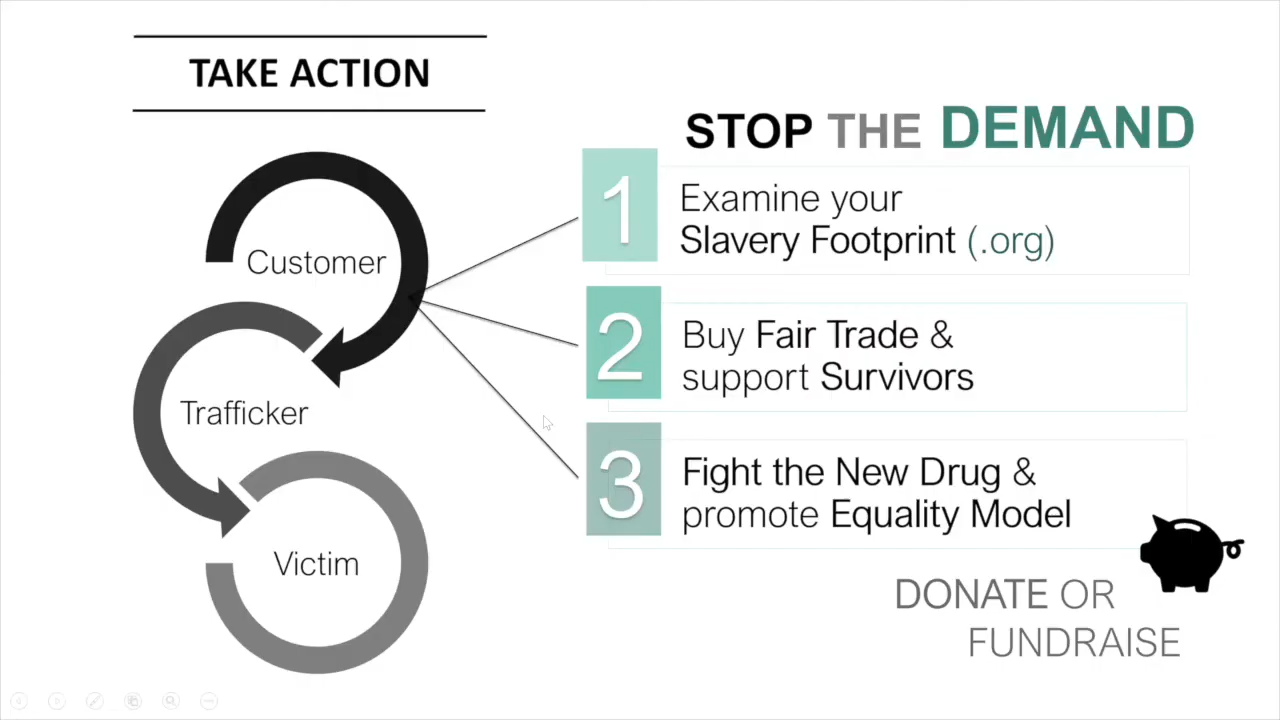 TAKE ACTION
Customer
Trafficker
Victim
STOP THE DEMAND
1
Examine your
Slavery Footprint (.org)
2
Buy Fair Trade &
support Survivors
3
Fight the New Drug &
promote Equality Model
DONATE OR
FUNDRAISE